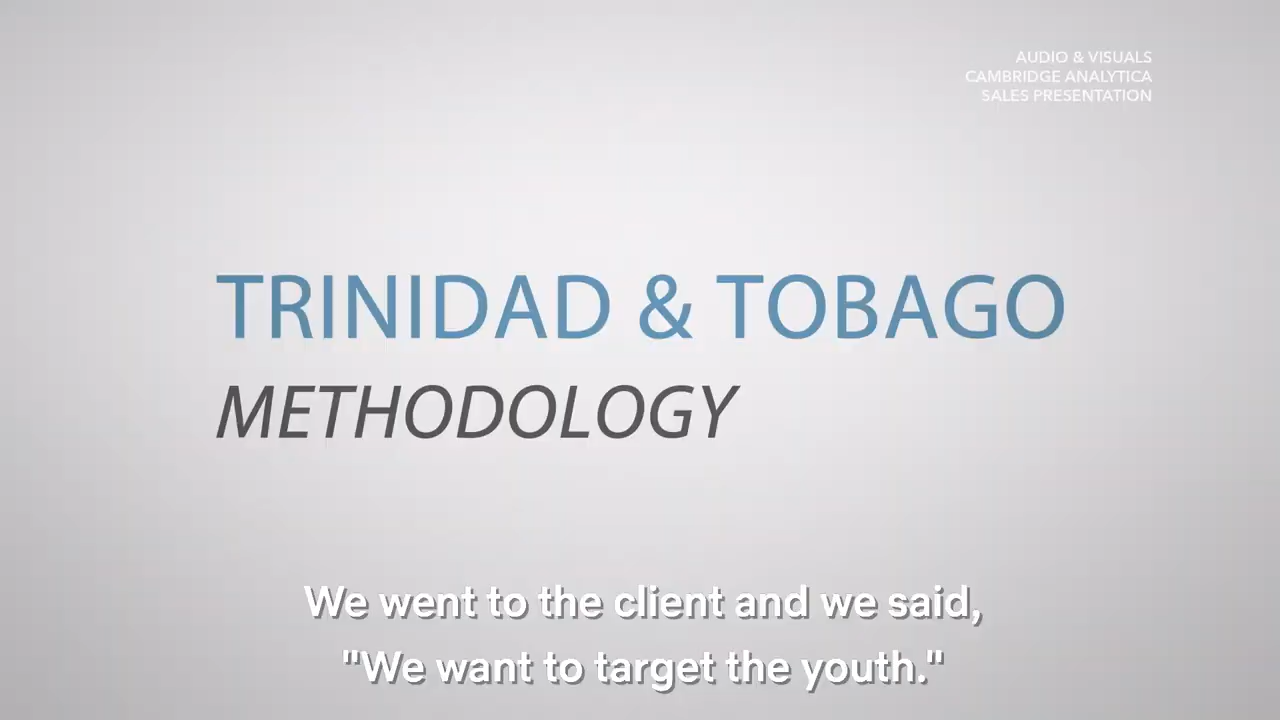 AUDIO & VISUALS
CAMBRIDGE ANALYTICA
SALES PRESENTATION
TRINIDAD & TOBAGO
METHODOLOGY
We went to the client and we said,
"We want to target the youth."